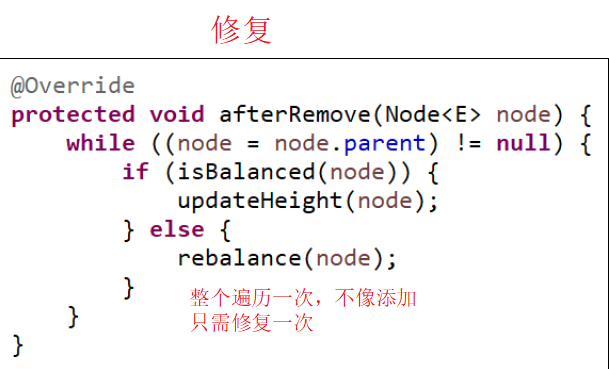 修复
@Override
protected void afterRemove(Node<E> node) {
    while ((node = node.parent) != null) {
        if (isBalanced(node)) {
            updateHeight(node);
        } else {
            rebalance(node);
        }
整个遍历一次，不像添加
    }
只需修复一次
}